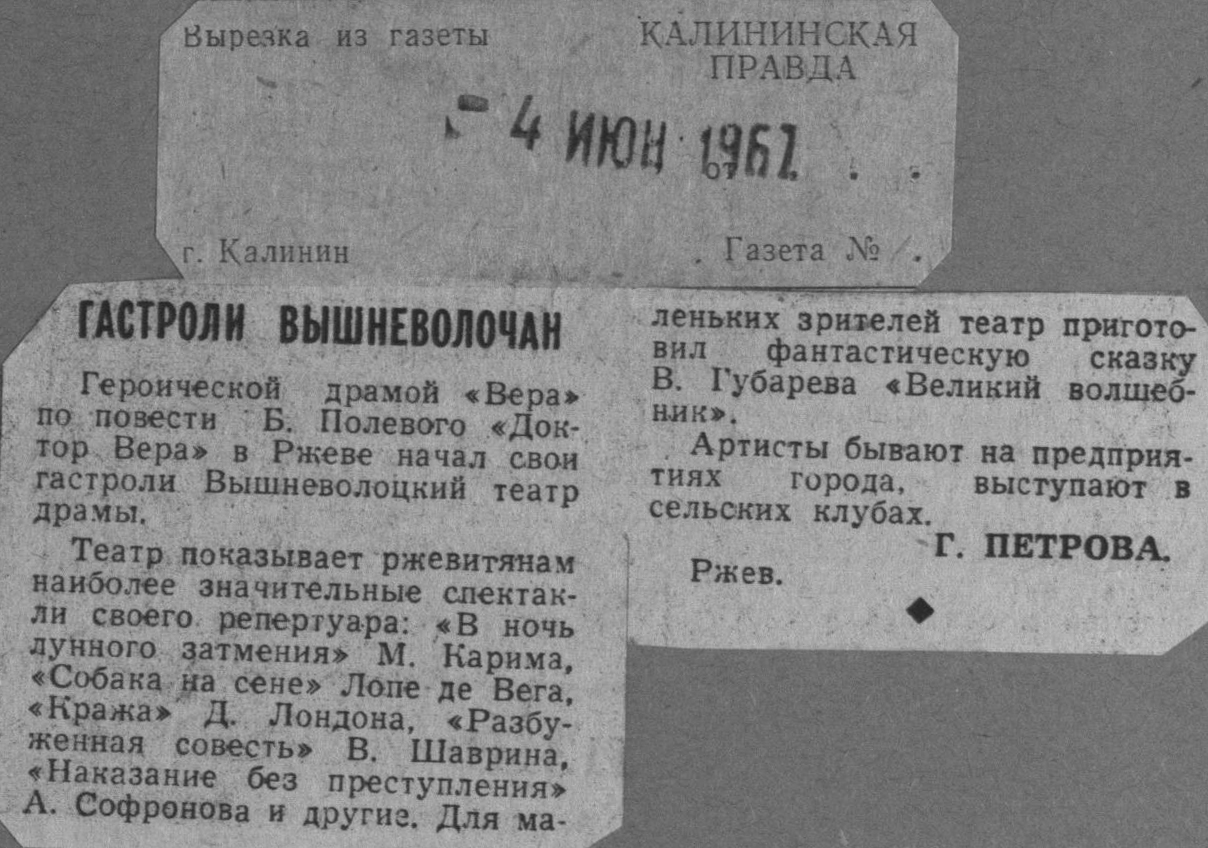 Вырезка из газеты
КАЛИНИНСКАЯ
ПРАВДА
- 4 ИЮН 1967
от . .
г. Калинин
Газета № .
ГАСТРОЛИ ВЫШНЕВОЛОЧАН
Героической драмой «Вера»
по повести Б. Полевого «Док-
тор Вера» в Ржеве начал свои
гастроли Вышневолоцкий театр
драмы.
Театр показывает ржевитянам
наиболее значительные спектак-
ли своего репертуара: «В ночь
лунного затмения» М. Карима,
«Собака на сене» Лопе де Вега,
«Кража» Д. Лондона, «Разбу-
женная совесть» В. Шаврина,
«Наказание без преступления»
А. Софронова и другие. Для ма-
леньких зрителей театр пригото-
вил фантастическую сказку
В. Губарева «Великий волшеб-
ник».
Артисты бывают на предприя-
тиях города, выступают в
сельских клубах.
Г. ПЕТРОВА.
Ржев.